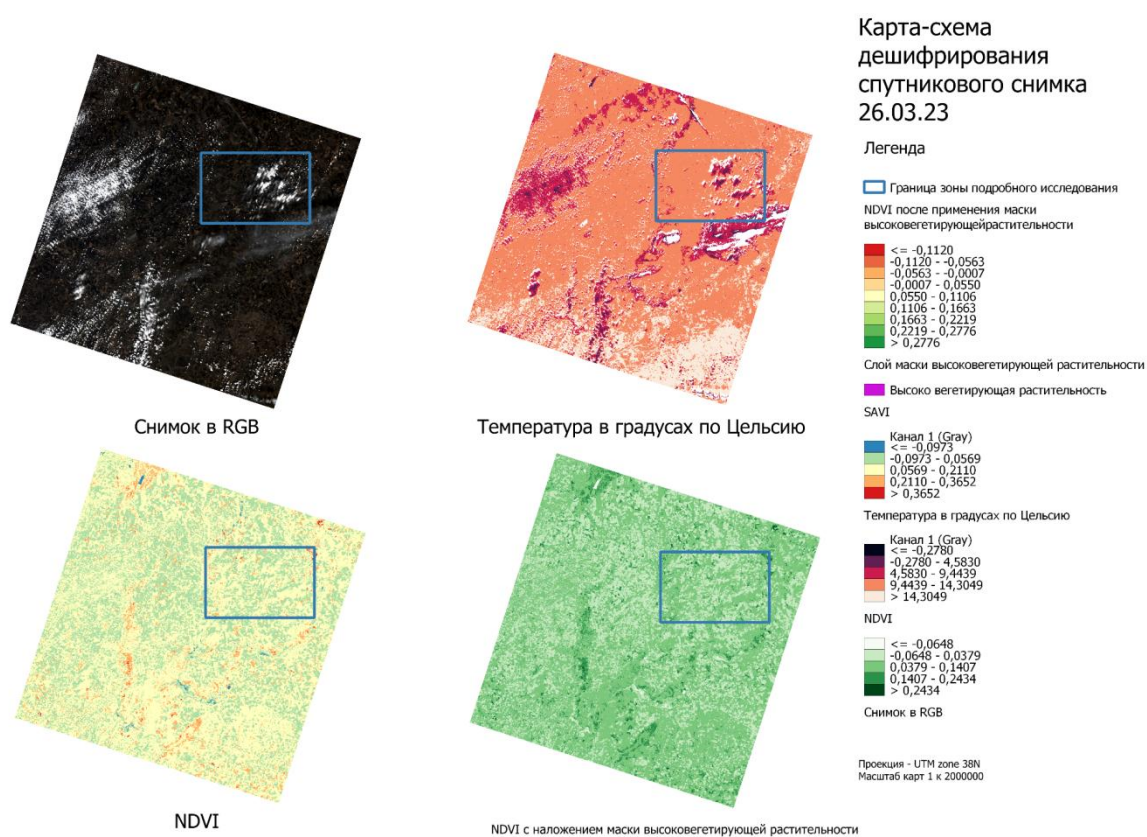 Карта-схема
дешифрирования
спутникового снимка
26.03.23
Легенда
Граница зоны подробного исследования
NDVI после применения маски
высоковегетирующейрастительности
<= -0,1120
-0,1120 - -0,0563
-0,0563 - -0,0007
-0,0007 - 0,0550
0,0550 - 0,1106
0,1106 - 0,1663
0,1663 - 0,2219
0,2219 - 0,2776
> 0,2776
Слой маски высоковегетирующей растительности
Высоко вегетирующая растительность
SAVI
Канал 1 (Gray)
<= -0,0973
-0,0973 - 0,0569
0,0569 - 0,2110
0,2110 - 0,3652
> 0,3652
Температура в градусах по Цельсию
Канал 1 (Gray)
<= -0,2780
-0,2780 - 4,5830
4,5830 - 9,4439
9,4439 - 14,3049
> 14,3049
NDVI
<= -0,0648
-0,0648 - 0,0379
0,0379 - 0,1407
0,1407 - 0,2434
> 0,2434
Снимок в RGB
Проекция - UTM zone 38N
Масштаб карт 1 к 2000000
Снимок в RGB
Температура в градусах по Цельсию
NDVI
NDVI с наложением маски высоковегетирующей растительности